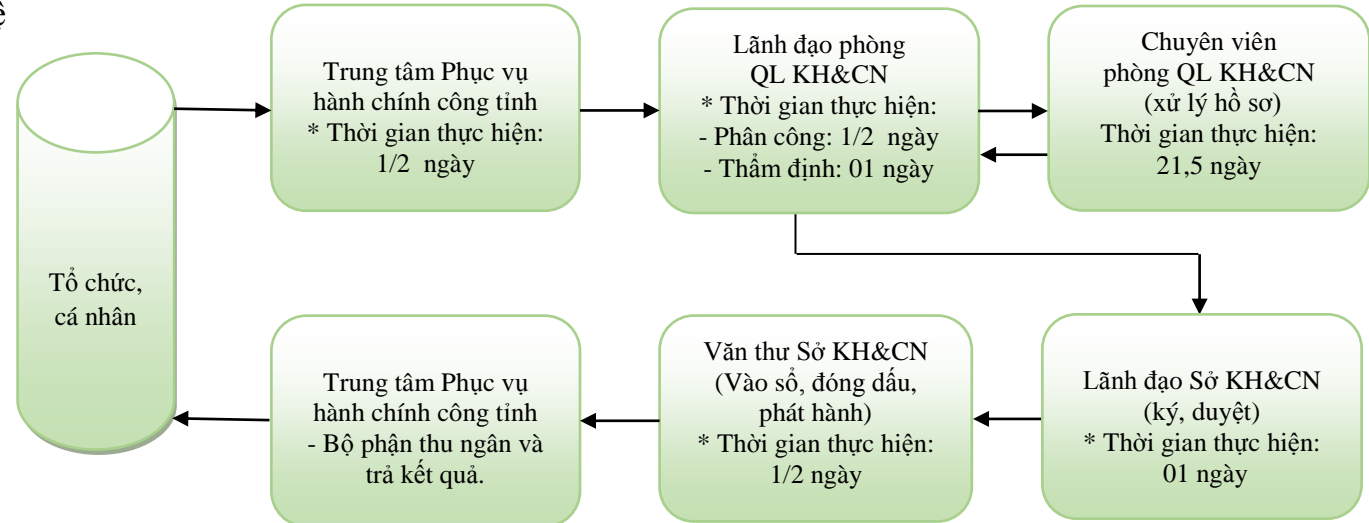 ệ
Trung tâm Phục vụ
hành chính công tỉnh
* Thời gian thực hiện:
1/2 ngày
Lãnh đạo phòng
QL KH&CN
* Thời gian thực hiện:
- Phân công: 1/2 ngày
- Thẩm định: 01 ngày
Chuyên viên
phòng QL KH&CN
(xử lý hồ sơ)
Thời gian thực hiện:
21,5 ngày
Tổ chức,
cá nhân
Trung tâm Phục vụ
hành chính công tỉnh
- Bộ phận thu ngân và
trả kết quả.
Văn thư Sở KH&CN
(Vào sổ, đóng dấu,
phát hành)
* Thời gian thực hiện:
1/2 ngày
Lãnh đạo Sở KH&CN
(ký, duyệt)
* Thời gian thực hiện:
01 ngày